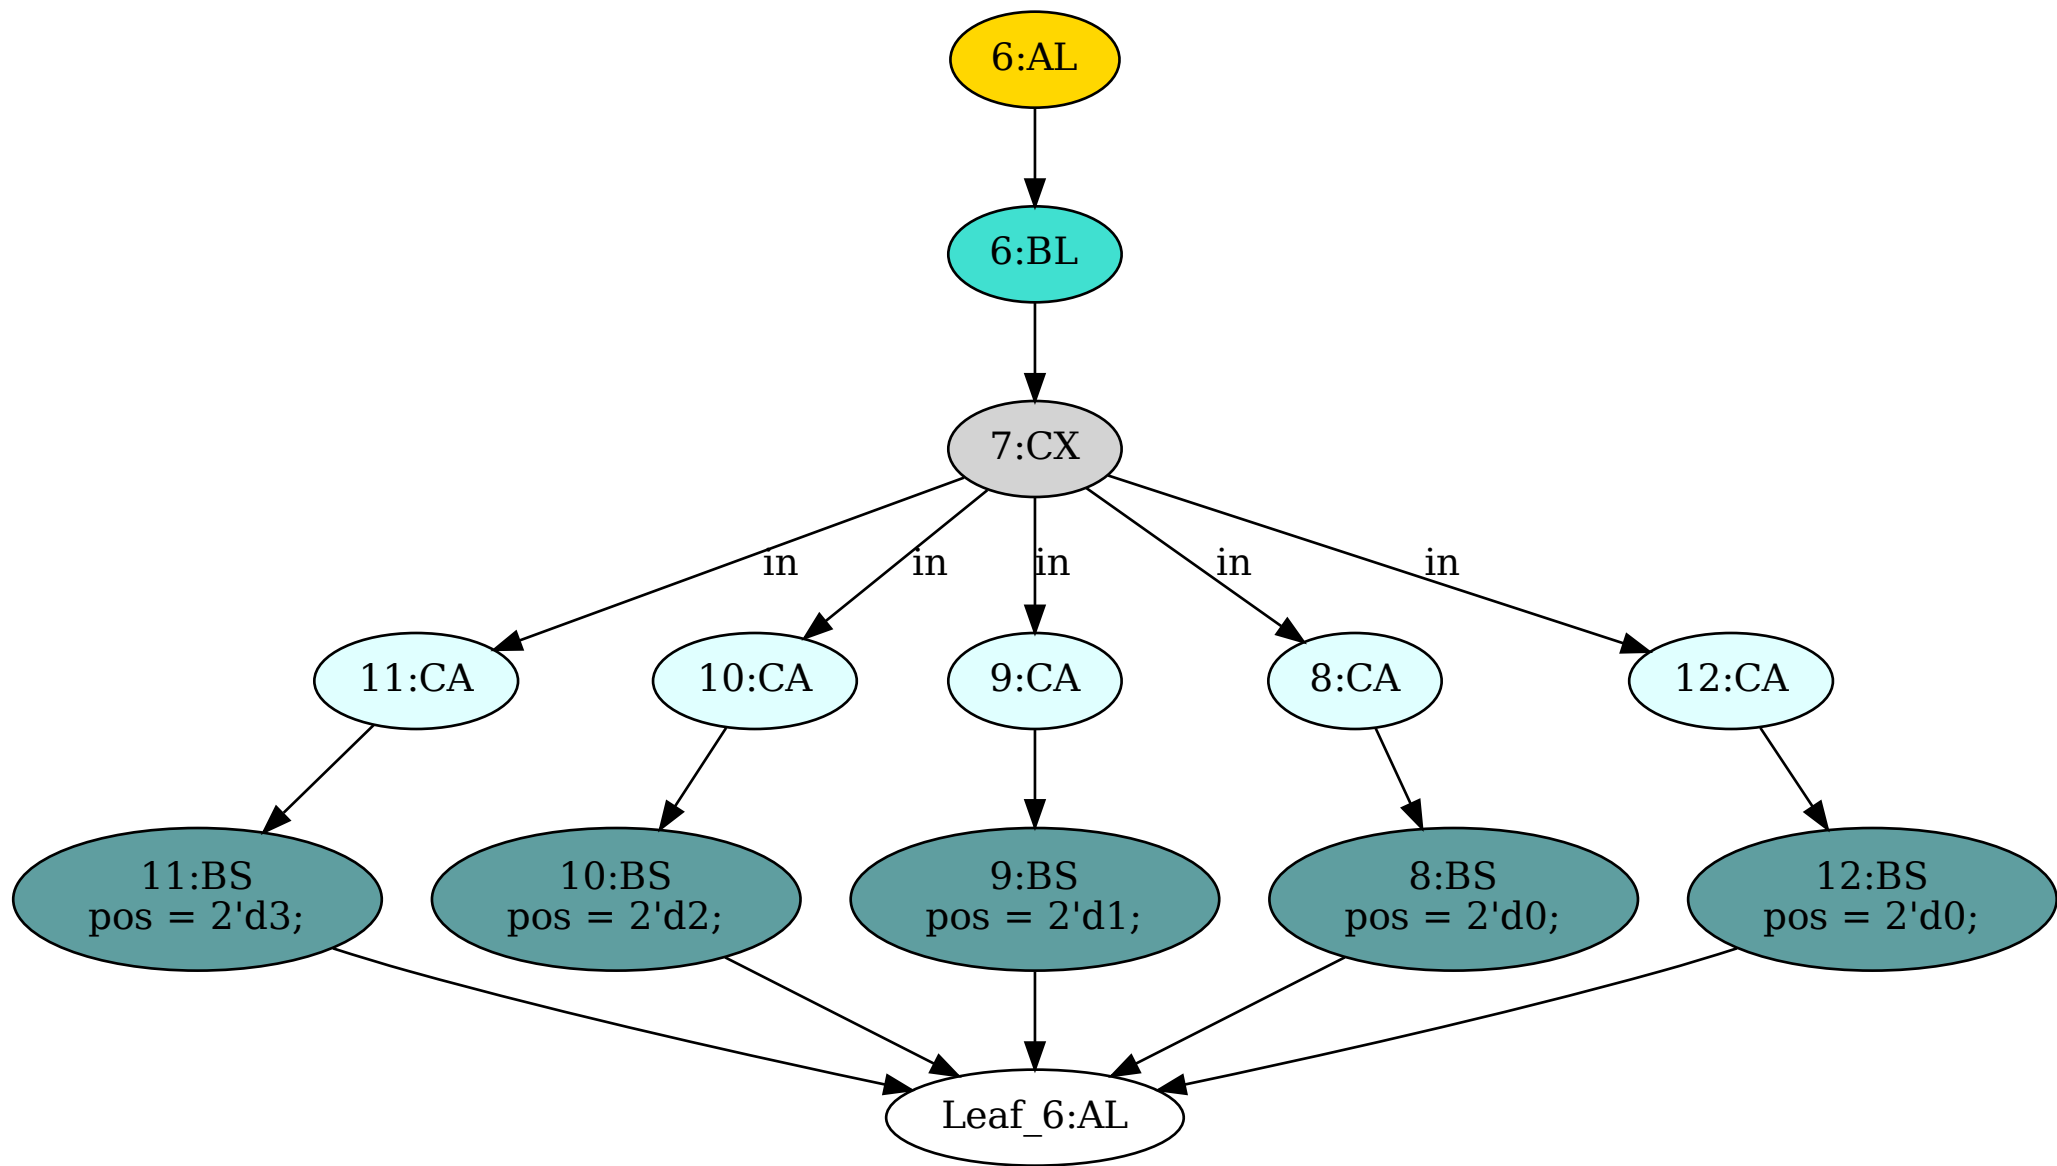 6:AL
6:BL
7:CX
in
in
in
in
in
11:CA
10:CA
9:CA
8:CA
12:CA
11:BS
pos = 2'd3;
10:BS
pos = 2'd2;
9:BS
pos = 2'd1;
8:BS
pos = 2'd0;
12:BS
pos = 2'd0;
Leaf_6:AL